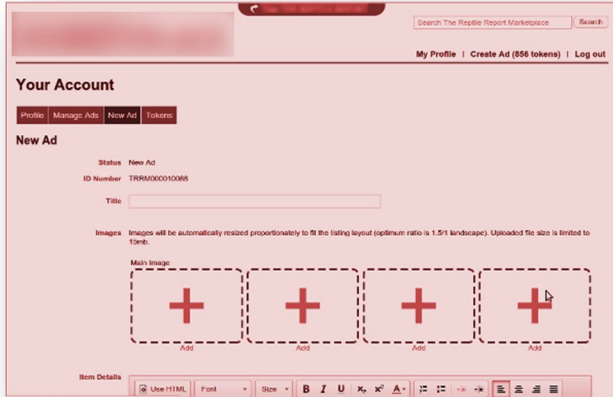 Search The Reptile Report Marketplace
Search
My Profile | Create Ad (856 tokens) | Log out
Your Account
Profile Manage Ads New Ad Tokens
New Ad
Status New Ad
ID Number TRRM000010088
Title
Images Images will be automatically resized proportionately to fit the listing layout (optimum ratio is 1.5/1 landscape). Uploaded file size is limited to
15mb.
Main Image
Add Add Add Add
Item Details
Use HTML Font Size B I U x₂ x² A